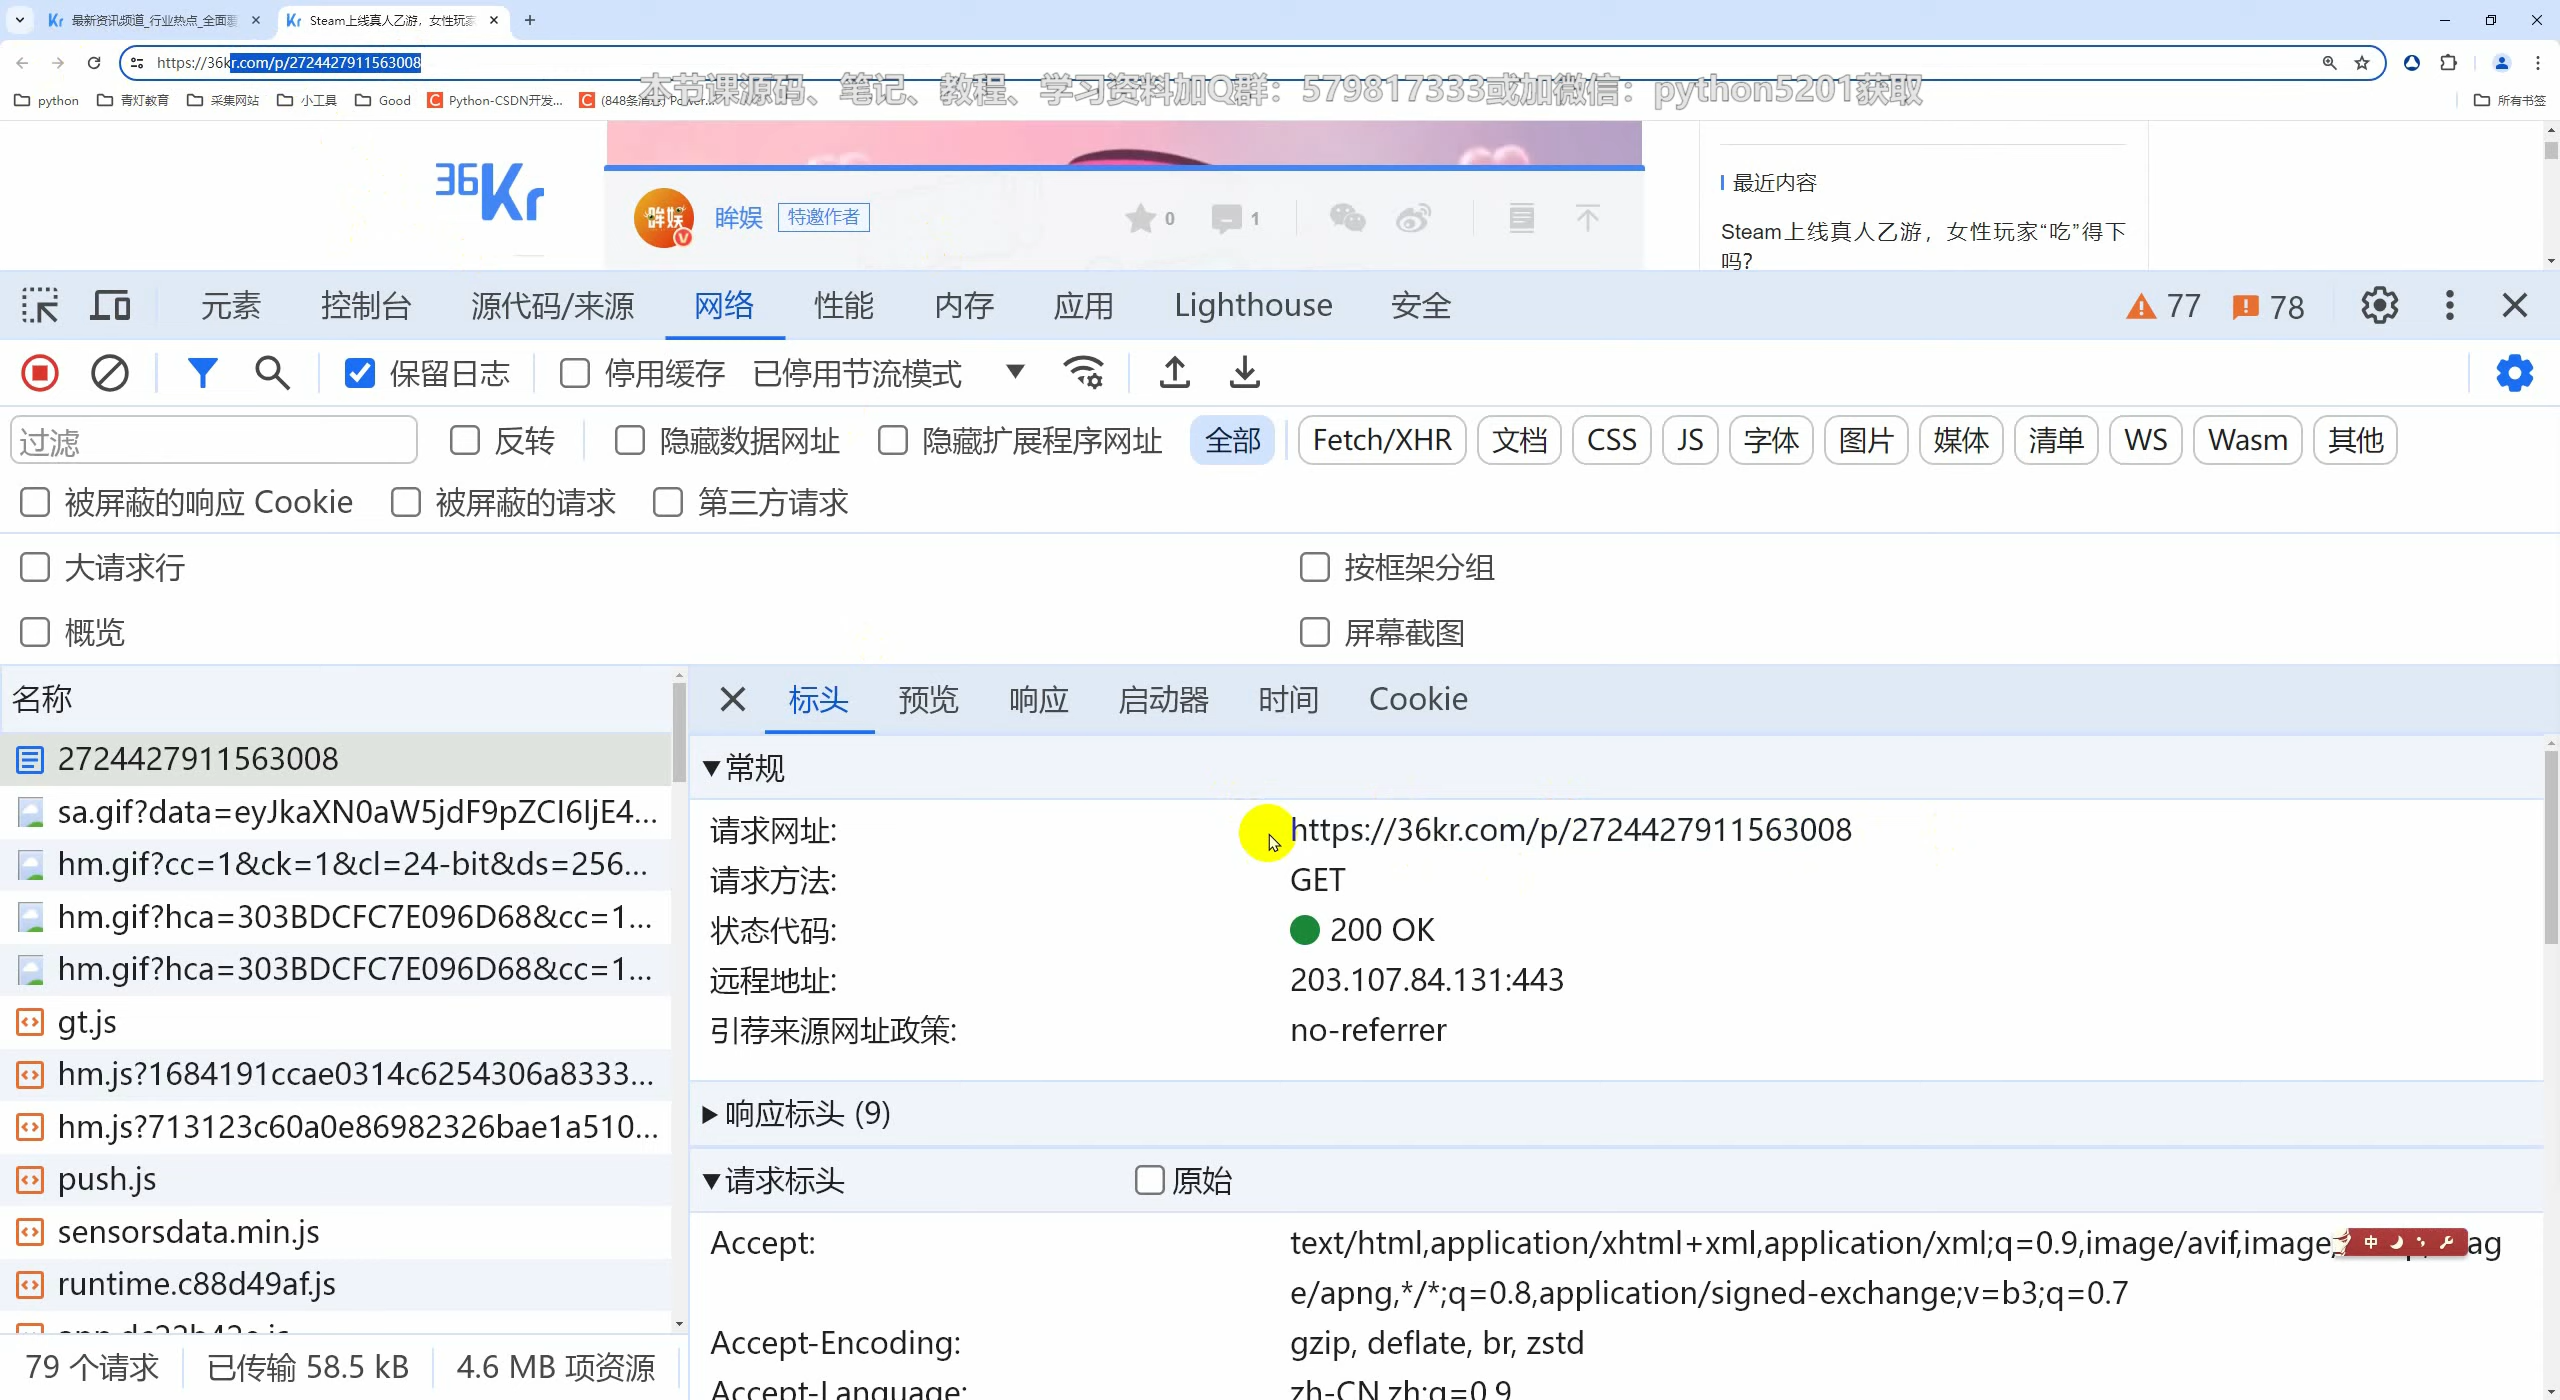 最新资讯频道_行业热点_全面
Steam上线真人乙游，女性玩家
https://36kr.com/p/2724427911563008
本节课源码、笔记、教程、学习资料加Q群：579817333或加微信：python5201获取
python
青灯教育
采集网站
小工具
Good
Python-CSDN开发...
所有书签
36Kr
眸娱
眸娱
特邀作者
0
1
最近内容
Steam上线真人乙游，女性玩家“吃”得下
吗?
元素
控制台
源代码/来源
网络
性能
内存
应用
Lighthouse
安全
77
78
保留日志
停用缓存
已停用节流模式
过滤
反转
隐藏数据网址
隐藏扩展程序网址
全部
Fetch/XHR
文档
CSS
JS
字体
图片
媒体
清单
WS
Wasm
其他
被屏蔽的响应 Cookie
被屏蔽的请求
第三方请求
大请求行
按框架分组
概览
屏幕截图
名称
标头
预览
响应
启动器
时间
Cookie
2724427911563008
sa.gif?data=eyJkaXN0aW5jdF9pZCI6IjE4...
hm.gif?cc=1&ck=1&cl=24-bit&ds=256...
hm.gif?hca=303BDCFC7E096D68&cc=1...
hm.gif?hca=303BDCFC7E096D68&cc=1...
gt.js
hm.js?1684191ccae0314c6254306a8333...
hm.js?713123c60a0e86982326bae1a510...
push.js
sensorsdata.min.js
runtime.c88d49af.js
79 个请求
已传输 58.5 kB
4.6 MB 项资源
常规
请求网址:
https://36kr.com/p/2724427911563008
请求方法:
GET
状态代码:
200 OK
远程地址:
203.107.84.131:443
引荐来源网址政策:
no-referrer
响应标头 (9)
请求标头
原始
Accept:
text/html,application/xhtml+xml,application/xml;q=0.9,image/avif,image/
中
ag
e/apng,*/*;q=0.8,application/signed-exchange;v=b3;q=0.7
Accept-Encoding:
gzip, deflate, br, zstd
Accept-Language:
zh-CN,zh;q=0.9